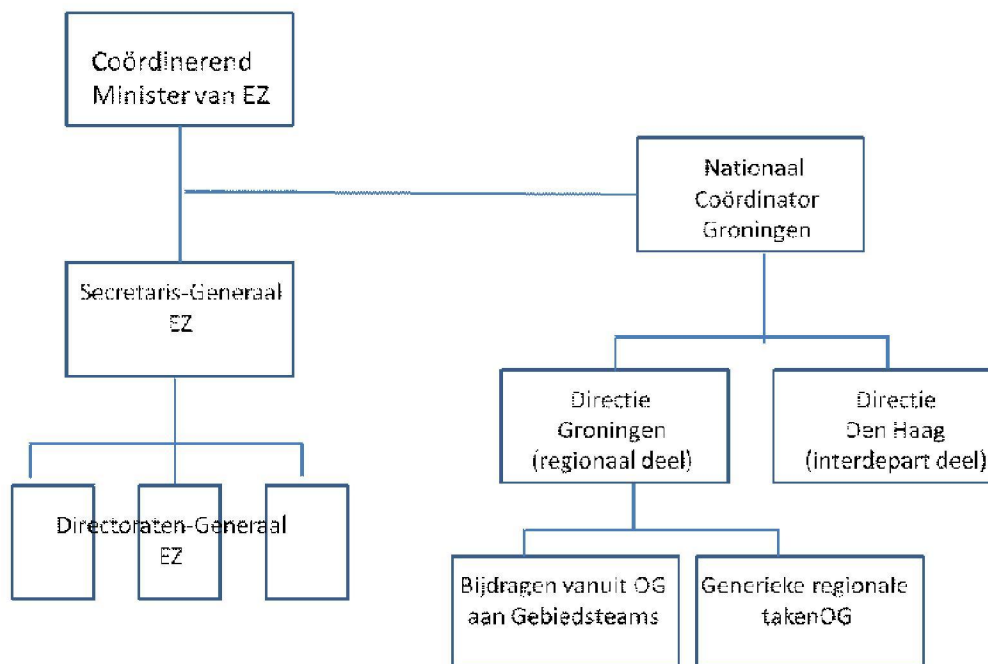 Coördinerend
Minister van EZ
Nationaal
Coördinator
Groningen
Secretaris-Generaal
EZ
Directie
Groningen
(regionaal deel)
Directie
Den Haag
(interdepart deel)
Directoraten-Generaal
EZ
Bijdragen vanuit OG
aan Gebiedsteams
Generieke regionale
takenOG